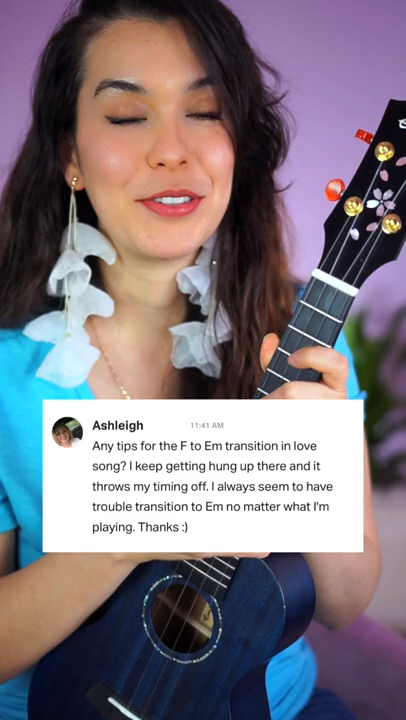 Ashleigh 11:41 AM
Any tips for the F to Em transition in love
song? I keep getting hung up there and it
throws my timing off. I always seem to have
trouble transition to Em no matter what I'm
playing. Thanks :)